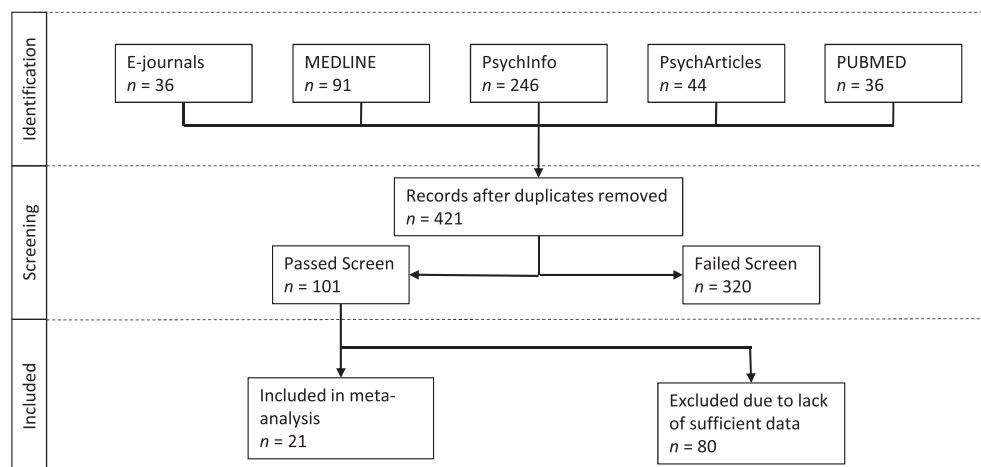 Identification
E-journals
n = 36
MEDLINE
n = 91
PsychInfo
n = 246
PsychArticles
n = 44
PUBMED
n = 36
Screening
Records after duplicates removed
n = 421
Passed Screen
n = 101
Failed Screen
n = 320
Included
Included in meta-
analysis
n = 21
Excluded due to lack
of sufficient data
n = 80